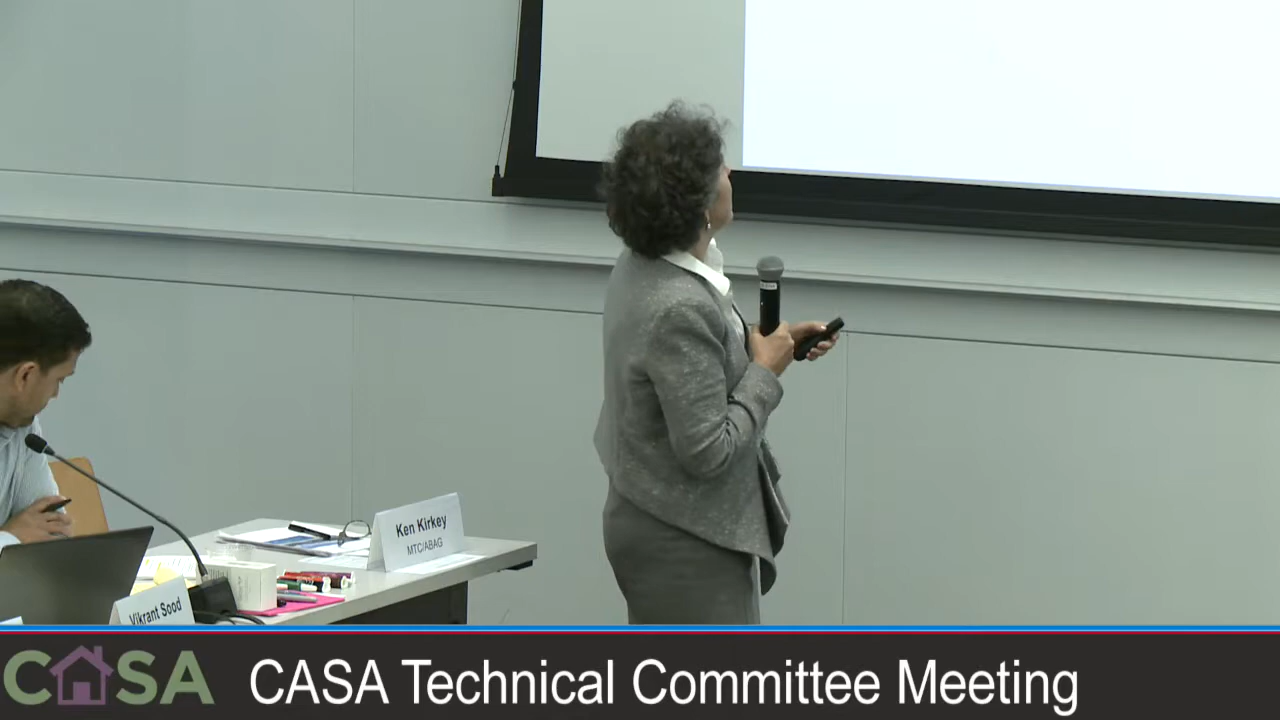 Ken Kirkey
MTC/ABAG
Vikrant Sood
CASA
CASA Technical Committee Meeting